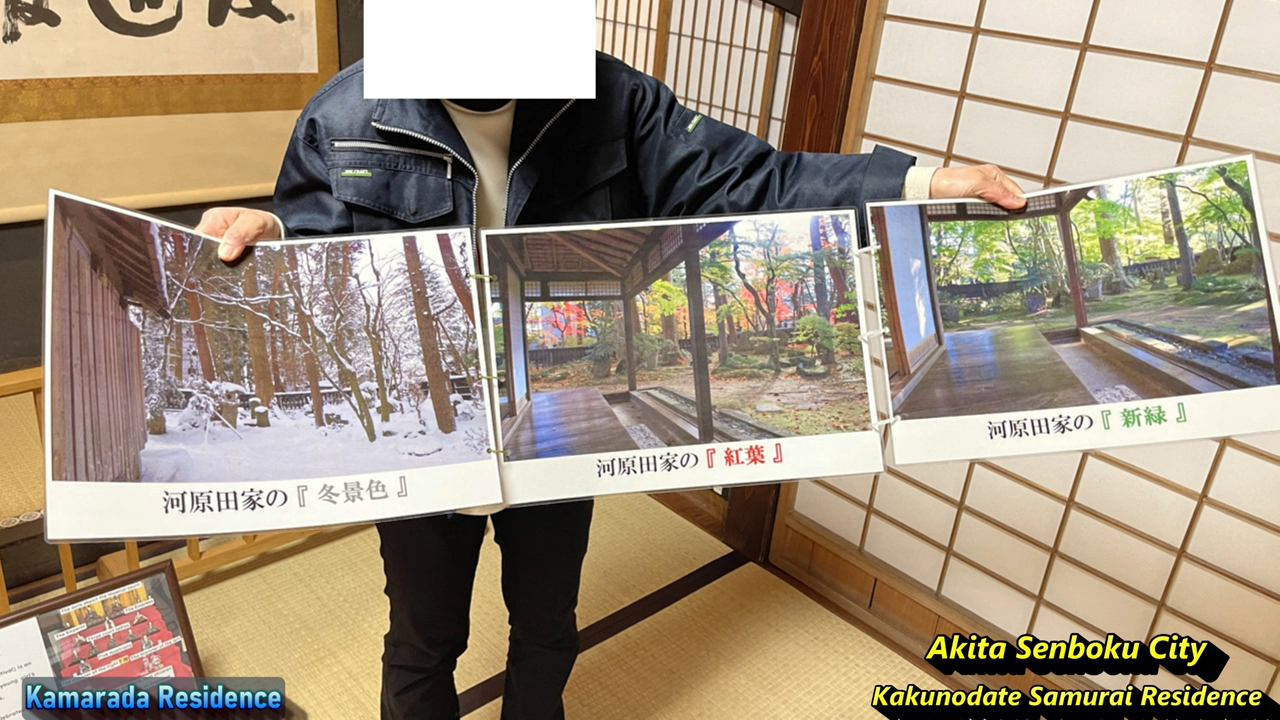 河原田家の『 冬景色 』
河原田家の『 紅葉 』
河原田家の『 新緑 』
Kamarada Residence
Akita Senboku City
Kakunodate Samurai Residence